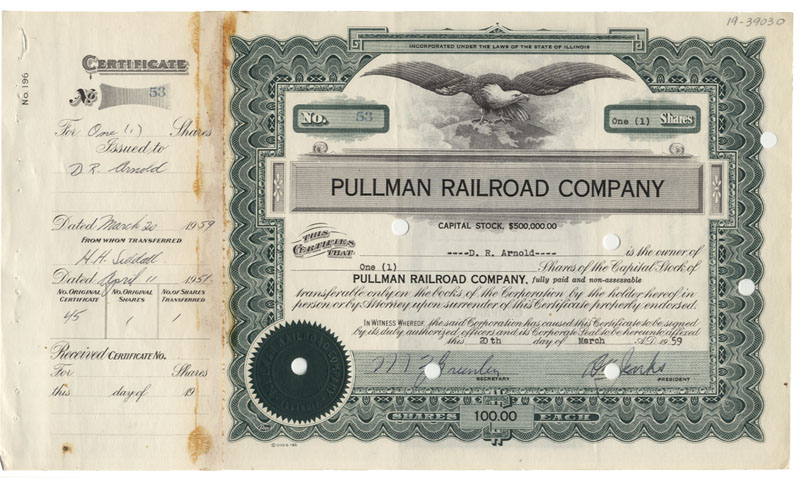 19-39030
No. 196
CERTIFICATE
No 53
For One (1) Shares
Issued to
D. R. Arnold
Dated March 20 1959
FROM WHOM TRANSFERRED
Dated April 11 195
NO. ORIGINAL CERTIFICATE NO. ORIGINAL SHARES NO. OF SHARES TRANSFERRED
45 1 1
Received CERTIFICATE NO.
For Shares
this day of 19
INCORPORATED UNDER THE LAWS OF THE STATE OF ILLINOIS
No. 53
One (1) Shares
PULLMAN RAILROAD COMPANY
CAPITAL STOCK, $500,000.00
THIS CERTIFIES THAT
----D. R. Arnold---- is the owner of
One (1) Shares of the Capital Stock of
PULLMAN RAILROAD COMPANY, fully paid and non-assessable
transferable only on the books of the Corporation by the holder hereof in
person or by Attorney upon surrender of this Certificate properly endorsed.
IN WITNESS WHEREOF, the said Corporation has caused this Certificate to be signed
by its duly authorized officers and its Corporate Seal to be hereunto affixed
this 20th day of March A.D. 1959
SECRETARY
PRESIDENT
SHARES 100.00 EACH